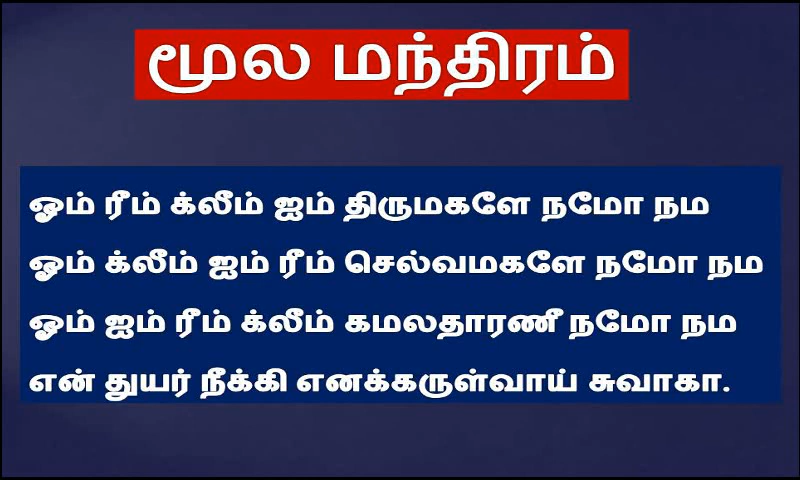 மூல மந்திரம்
ஓம் ரீம் க்லீம் ஐம் திருமகளே நமோ நம
ஓம் க்லீம் ஐம் ரீம் செல்வமகளே நமோ நம
ஓம் ஐம் ரீம் க்லீம் கமலதாரணீ நமோ நம
என் துயர் நீக்கி எனக்கருள்வாய் சுவாகா.